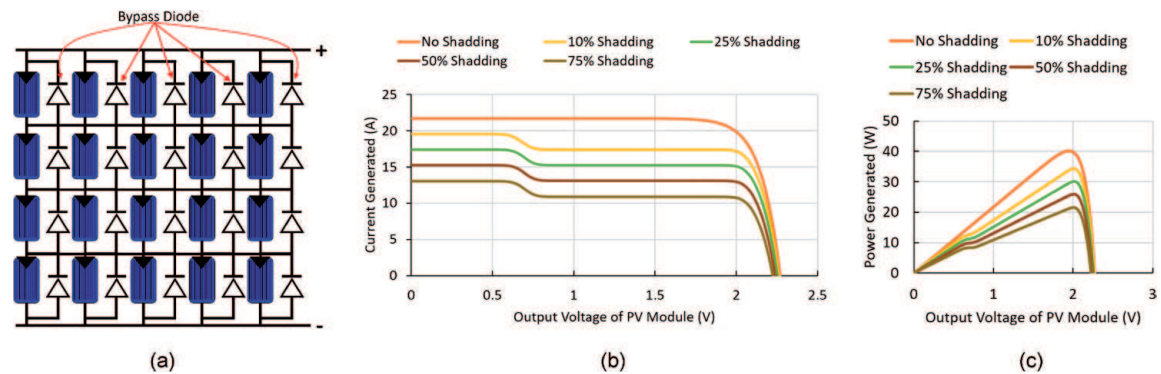 Bypass Diode
+
-
(a)
No Shadding
10% Shadding
25% Shadding
50% Shadding
75% Shadding
Current Generated (A)
25
20
15
10
5
0
0 0.5 1 1.5 2 2.5
Output Voltage of PV Module (V)
(b)
No Shadding
10% Shadding
25% Shadding
50% Shadding
75% Shadding
Power Generated (W)
50
40
30
20
10
0
0 1 2 3
Output Voltage of PV Module (V)
(c)